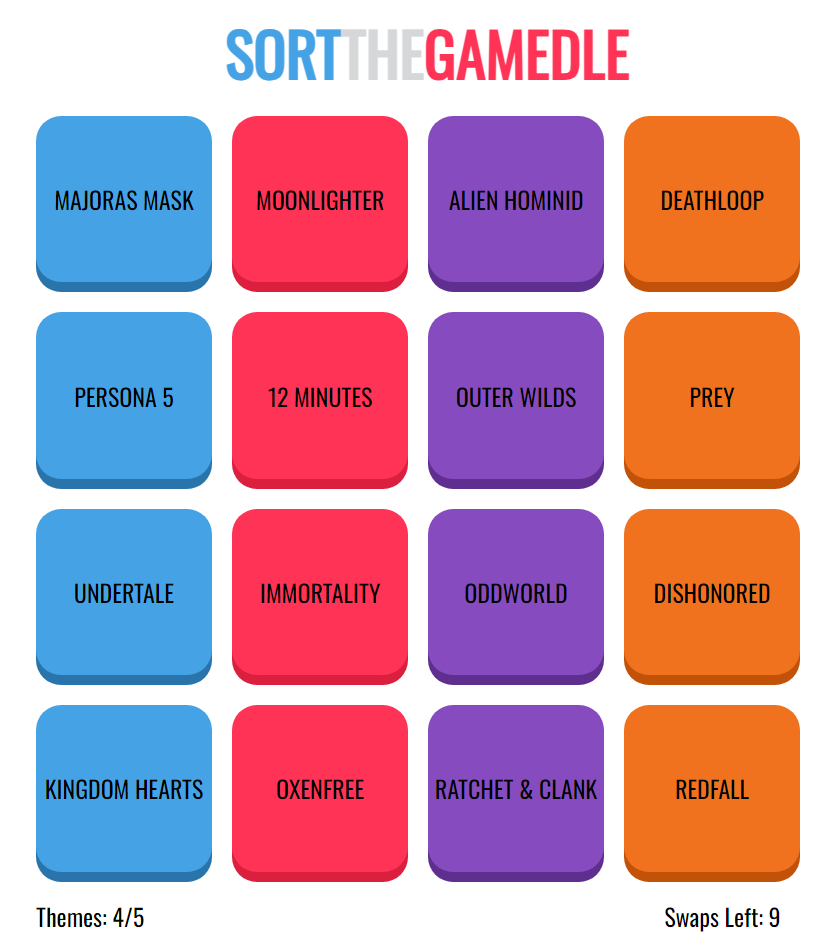 SORTTHEGAMEDLE
MAJORAS MASK
MOONLIGHTER
ALIEN HOMINID
DEATHLOOP
PERSONA 5
12 MINUTES
OUTER WILDS
PREY
UNDERTALE
IMMORTALITY
ODDWORLD
DISHONORED
KINGDOM HEARTS
OXENFREE
RATCHET & CLANK
REDFALL
Themes: 4/5
Swaps Left: 9